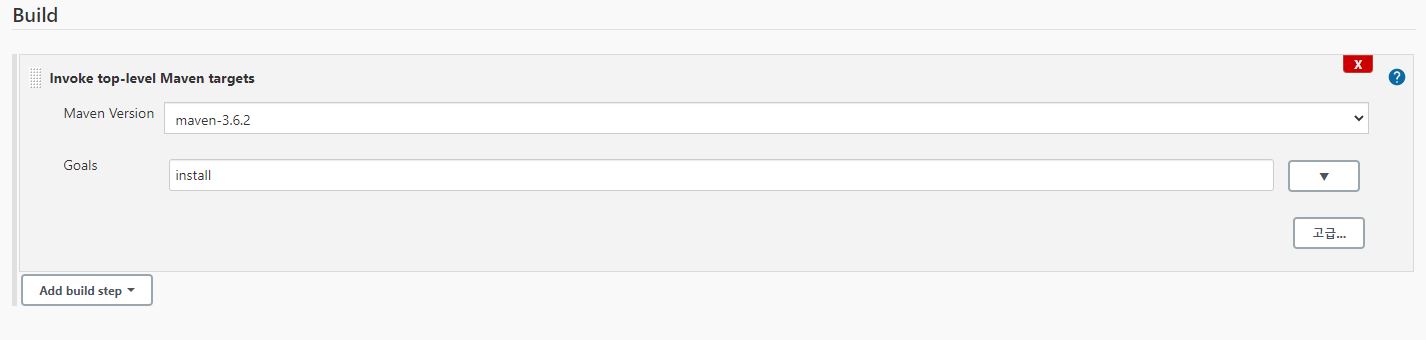 Build
Invoke top-level Maven targets
X
?
Maven Version
maven-3.6.2
Goals
install
▼
고급...
Add build step